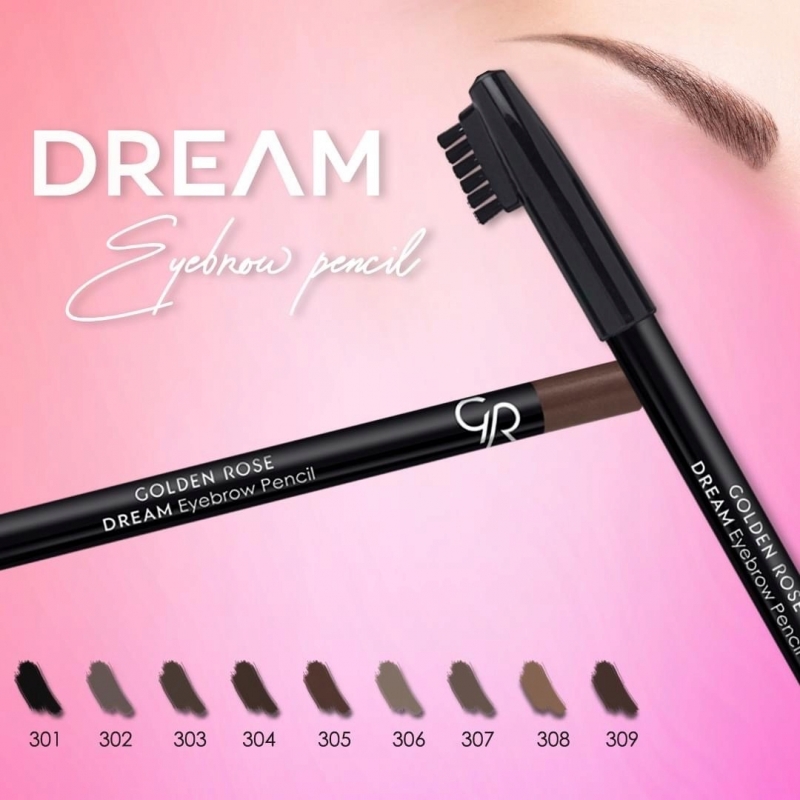 DREAM
Eyebrow pencil
GR
GOLDEN ROSE
DREAM Eyebrow Pencil
GOLDEN ROSE
DREAM Eyebrow Pencil
301 302 303 304 305 306 307 308 309